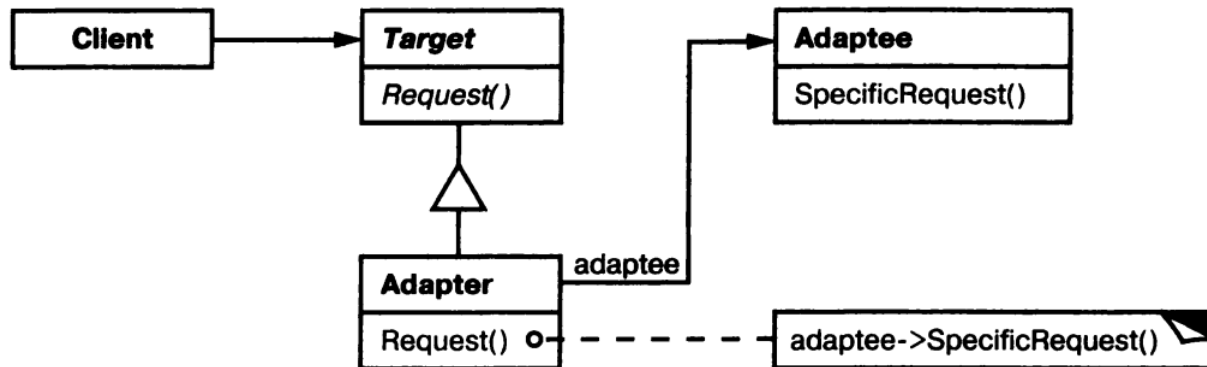 Client
Target
Request()
Adaptee
SpecificRequest()
adaptee
Adapter
Request()
adaptee->SpecificRequest()